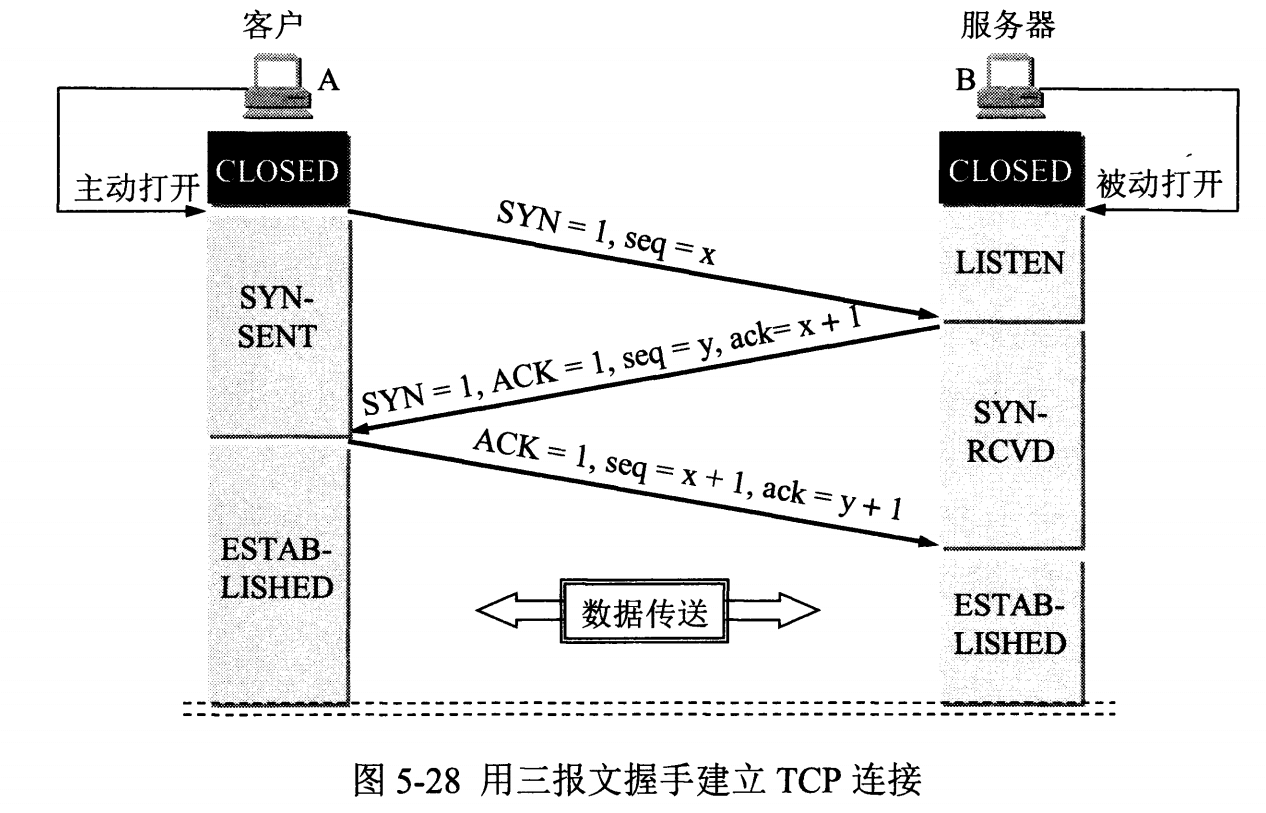 客户
服务器
A
B
CLOSED
CLOSED
主动打开
被动打开
SYN = 1, seq = x
LISTEN
SYN-
SENT
SYN = 1, ACK = 1, seq = y, ack= x + 1
SYN-
RCVD
ACK = 1, seq = x + 1, ack = y + 1
ESTAB-
LISHED
数据传送
ESTAB-
LISHED
图 5-28 用三报文握手建立 TCP 连接